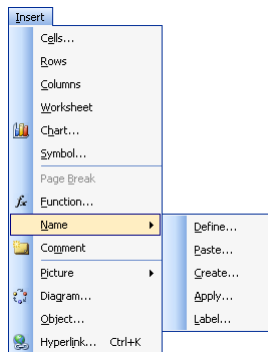 Insert
Cells...
Rows
Columns
Worksheet
Chart...
Symbol...
Page Break
fx Function...
Name
Define...
Paste...
Create...
Apply...
Label...
Comment
Picture
Diagram...
Object...
Hyperlink... Ctrl+K